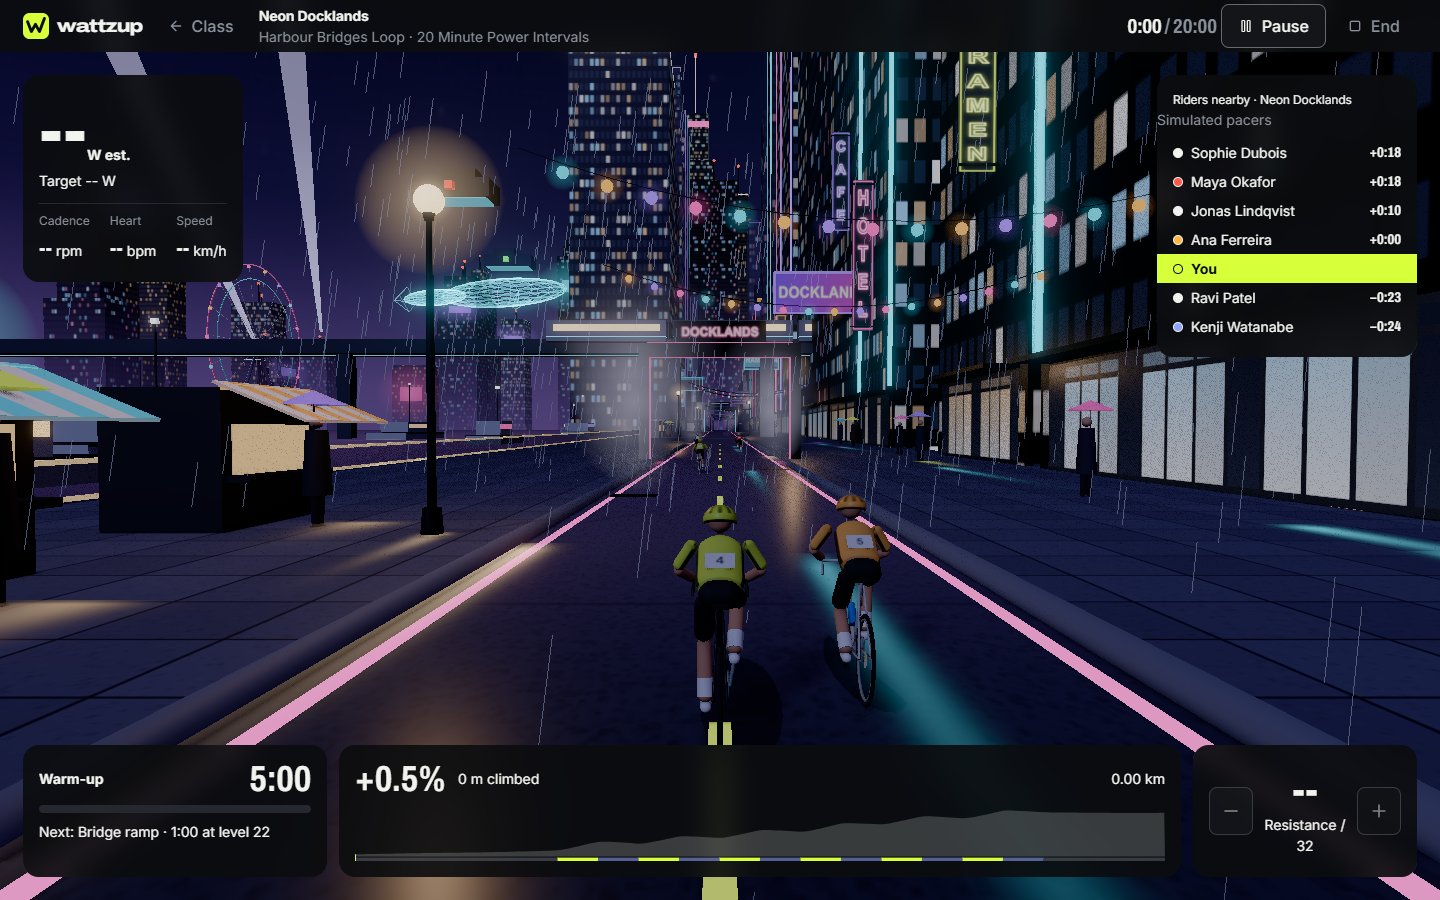 wattzup
Class
Neon Docklands
Harbour Bridges Loop · 20 Minute Power Intervals
0:00 / 20:00
Pause
End
--
W est.
Target -- W
Cadence Heart Speed
-- rpm -- bpm -- km/h
Riders nearby · Neon Docklands
Simulated pacers
Sophie Dubois +0:18
Maya Okafor +0:18
Jonas Lindqvist +0:10
Ana Ferreira +0:00
You
Ravi Patel −0:23
Kenji Watanabe −0:24
RAMEN
CAFE
HOTEL
DOCKLAN
DOCKLANDS
4
5
Warm-up 5:00
Next: Bridge ramp · 1:00 at level 22
+0.5% 0 m climbed 0.00 km
--
Resistance /
32